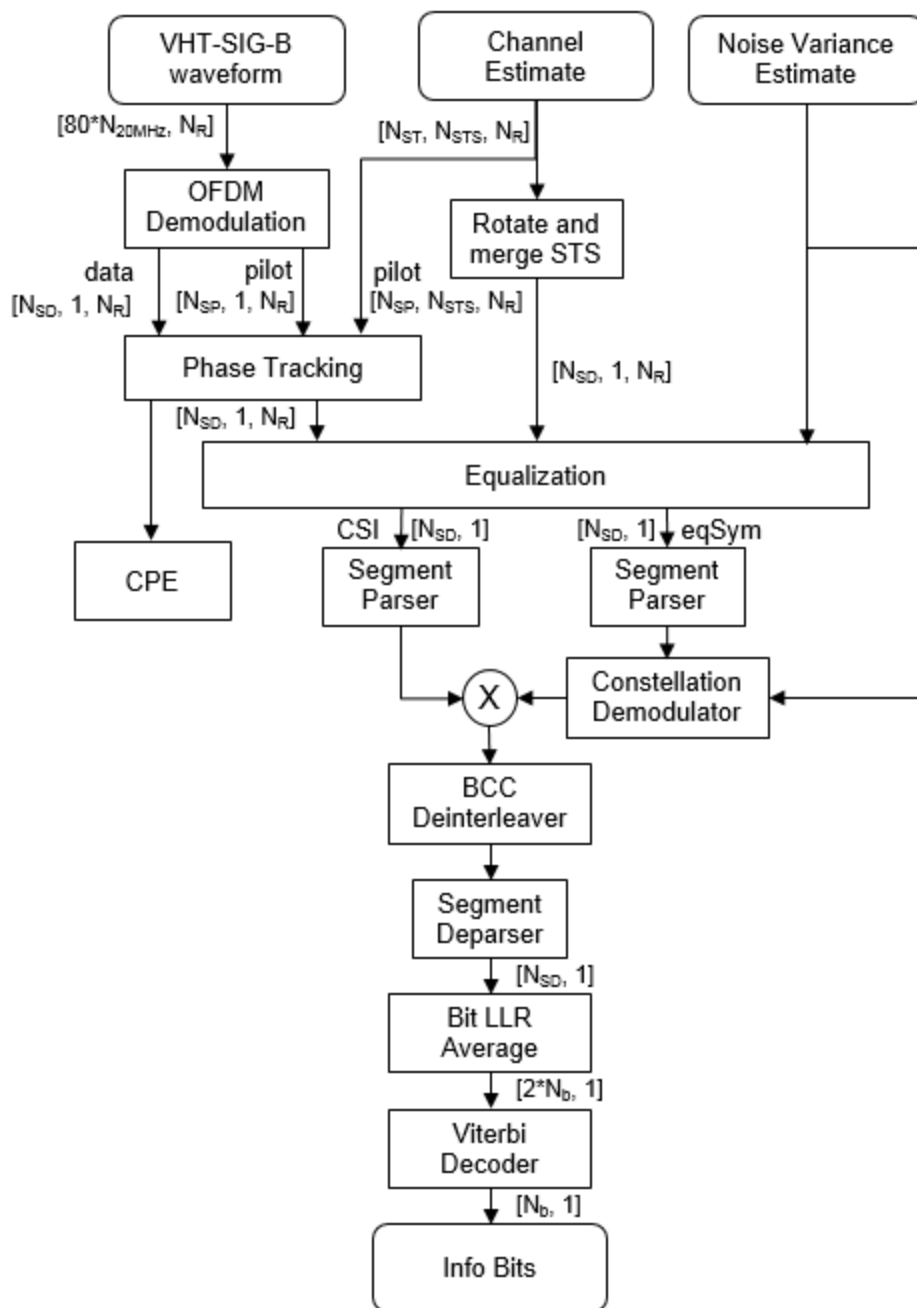 VHT-SIG-B
waveform
Channel
Estimate
Noise Variance
Estimate
[80*N20MHz, NR]
[NST, NSTS, NR]
OFDM
Demodulation
Rotate and
merge STS
data
pilot
pilot
[NSD, 1, NR]
[NSP, 1, NR]
[NSP, NSTS, NR]
Phase Tracking
[NSD, 1, NR]
[NSD, 1, NR]
Equalization
CSI
[NSD, 1]
[NSD, 1]
eqSym
CPE
Segment
Parser
Segment
Parser
X
Constellation
Demodulator
BCC
Deinterleaver
Segment
Deparser
[NSD, 1]
Bit LLR
Average
[2*Nb, 1]
Viterbi
Decoder
[Nb, 1]
Info Bits